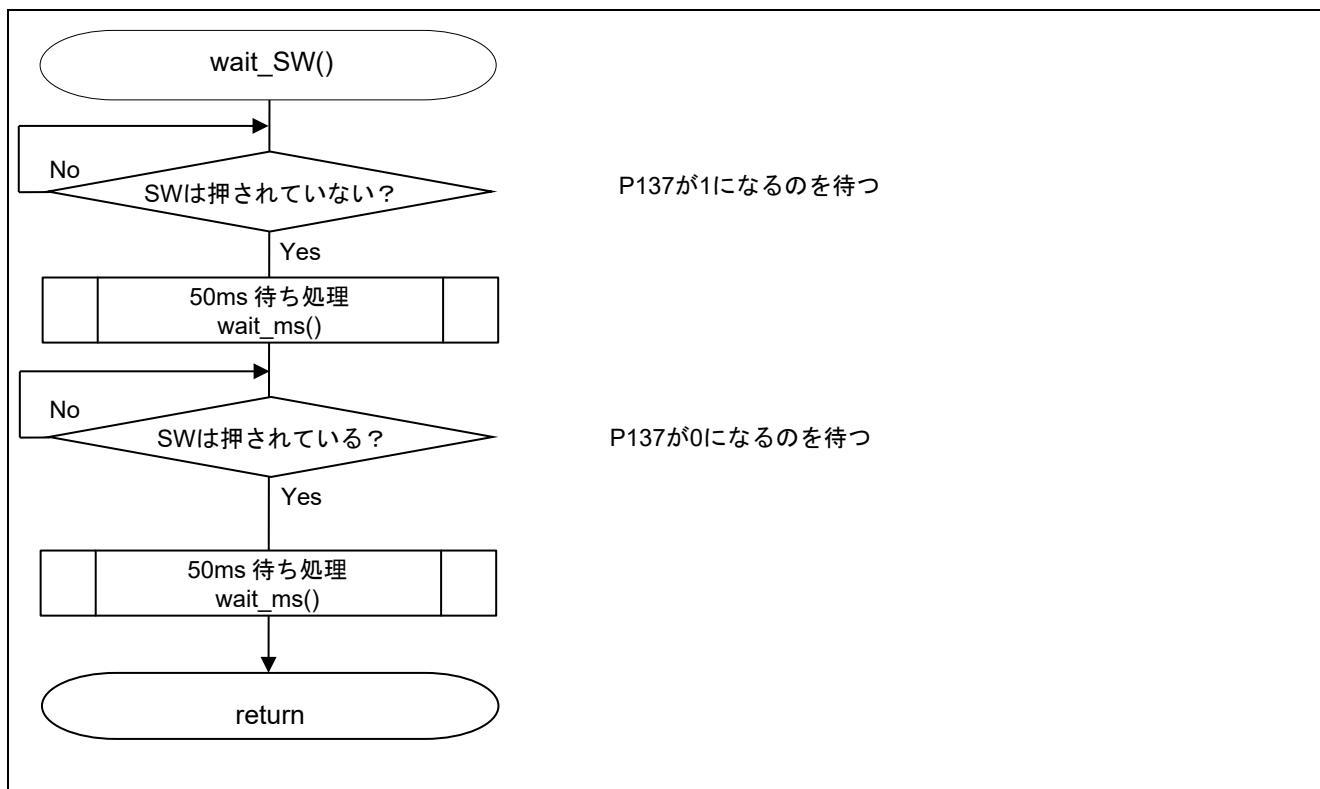 wait_SW()
No
SWは押されていない？
P137が1になるのを待つ
Yes
50ms 待ち処理
wait_ms()
No
SWは押されている？
P137が0になるのを待つ
Yes
50ms 待ち処理
wait_ms()
return